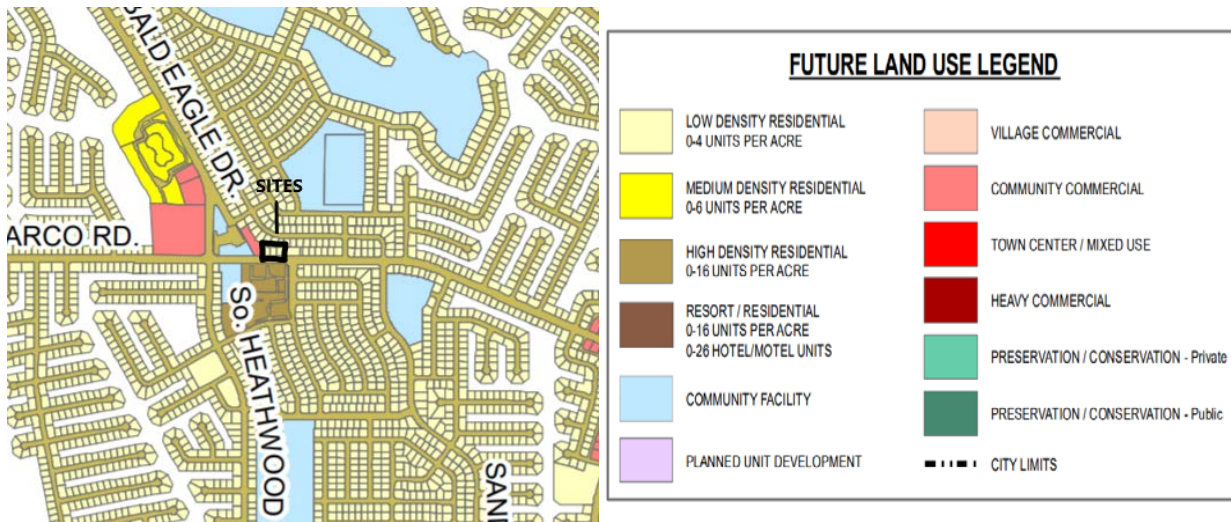 BALD EAGLE DR.
SITES
ARCO RD.
So. HEATHWOOD
SAN
FUTURE LAND USE LEGEND
LOW DENSITY RESIDENTIAL
0-4 UNITS PER ACRE
MEDIUM DENSITY RESIDENTIAL
0-6 UNITS PER ACRE
HIGH DENSITY RESIDENTIAL
0-16 UNITS PER ACRE
RESORT / RESIDENTIAL
0-16 UNITS PER ACRE
0-26 HOTEL/MOTEL UNITS
COMMUNITY FACILITY
PLANNED UNIT DEVELOPMENT
VILLAGE COMMERCIAL
COMMUNITY COMMERCIAL
TOWN CENTER / MIXED USE
HEAVY COMMERCIAL
PRESERVATION / CONSERVATION - Private
PRESERVATION / CONSERVATION - Public
CITY LIMITS